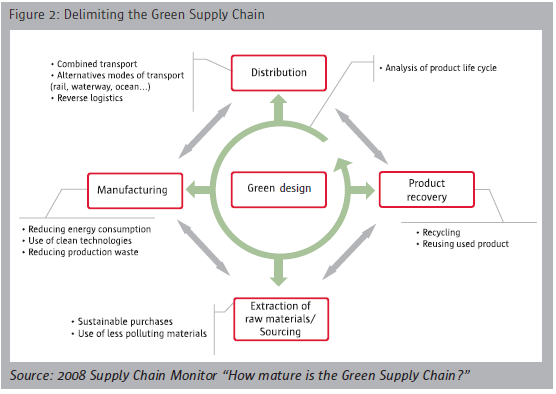 Figure 2: Delimiting the Green Supply Chain
• Combined transport
• Alternatives modes of transport
(rail, waterway, ocean...)
• Reverse logistics
Distribution
• Analysis of product life cycle
Manufacturing
Green design
Product
recovery
• Reducing energy consumption
• Use of clean technologies
• Reducing production waste
• Recycling
• Reusing used product
• Sustainable purchases
• Use of less polluting materials
Extraction of
raw materials/
Sourcing
Source: 2008 Supply Chain Monitor “How mature is the Green Supply Chain?”